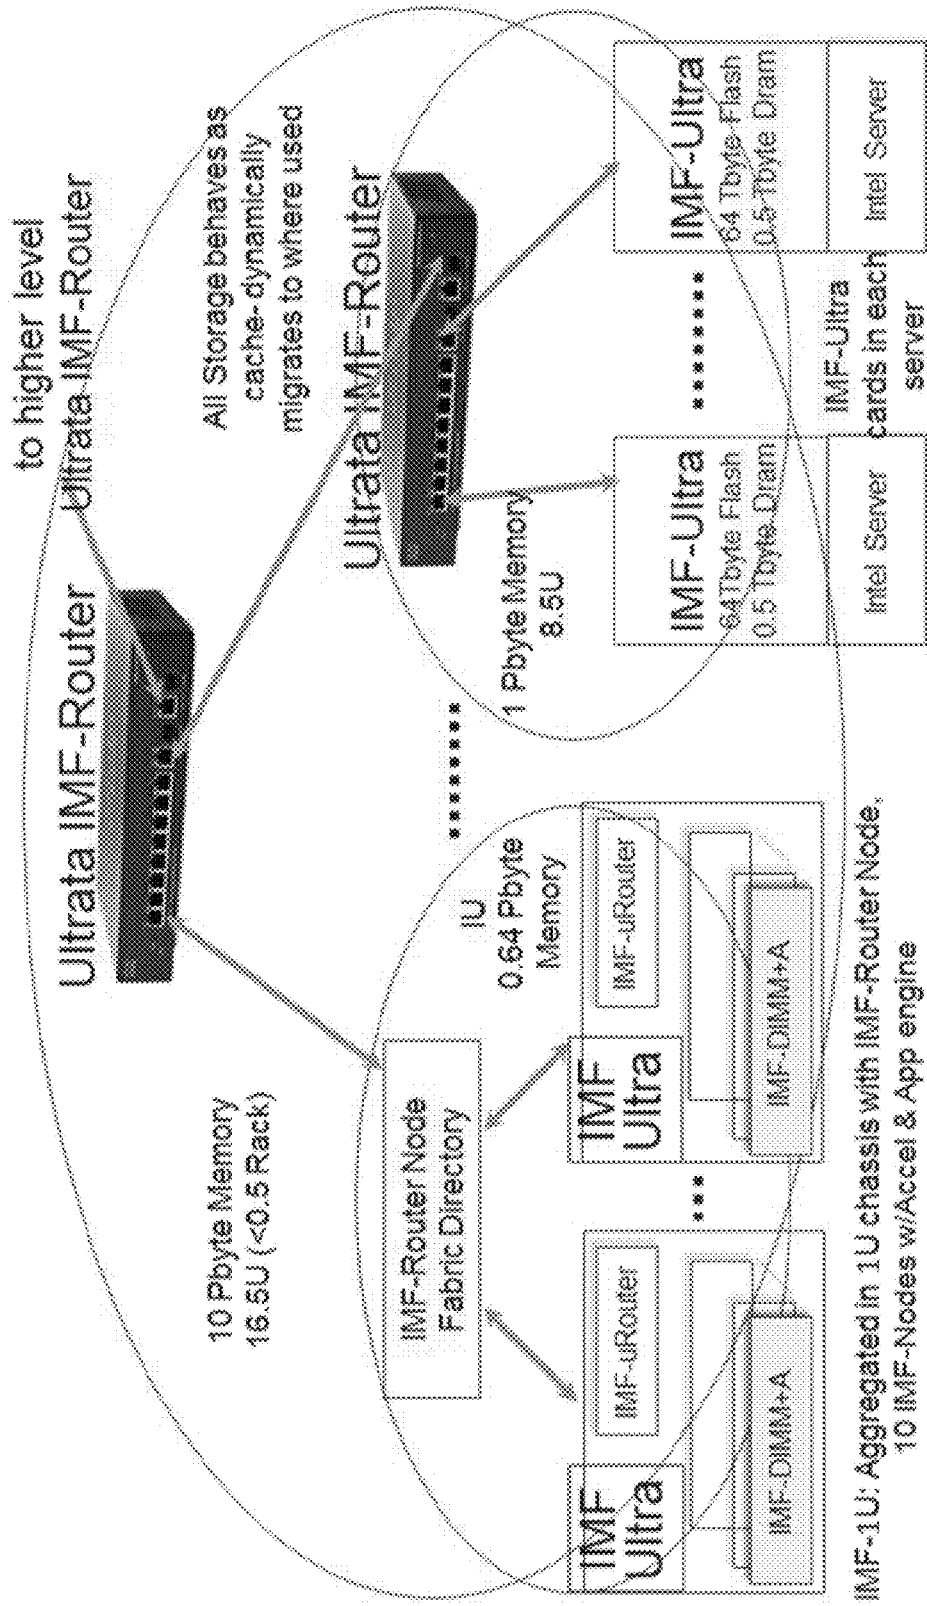 to higher level
Ultrata IMF-Router
Ultrata IMF-Router
10 Pbyte Memory
16.5U (<0.5 Rack)
All Storage behaves as
cache- dynamically
migrates to where used
Ultrata IMF-Router
IMF-Router Node
Fabric Directory
IU
0.64 Pbyte
Memory
1 Pbyte Memory
8.5U
IMF
Ultra
IMF-uRouter
IMF-DIMM+A
IMF
Ultra
IMF-uRouter
IMF-DIMM+A
IMF-Ultra
64Tbyte Flash
0.5 Tbyte Dram
Intel Server
IMF-Ultra
64 Tbyte Flash
0.5 Tbyte Dram
Intel Server
IMF-Ultra
cards in each
server
IMF-1U: Aggregated in 1U chassis with IMF-Router Node,
10 IMF-Nodes w/Accel & App engine